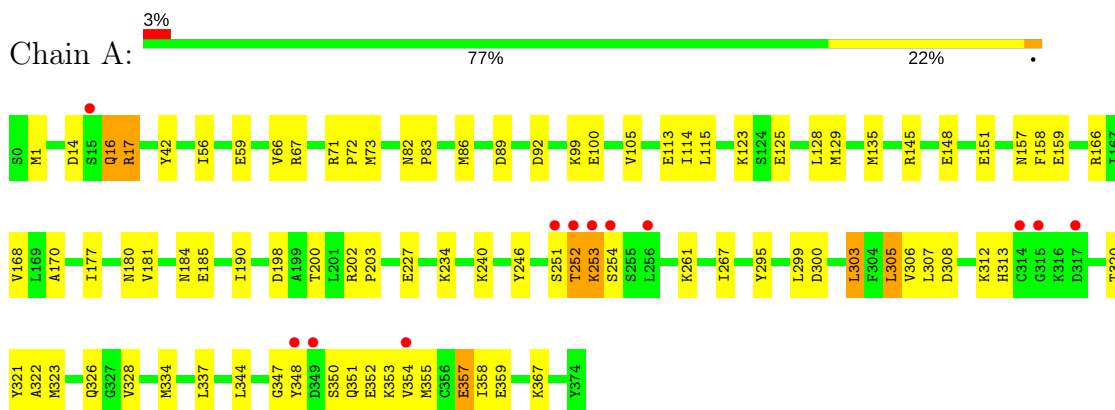 3%
Chain A:
77% 22% •
S0 M1 D14 S15 Q16 R17 Y42 I56 E59 V66 R67 R71 P72 M73 N82 P83 M86 D89 D92 K99 E100 V105 E113 I114 L115 K123 S124 E125 L128 M129 M135 R145 E148 E151 N157 F158 E159 R166 I167
V168 L169 A170 I177 N180 V181 N184 E185 I190 D198 A199 T200 L201 R202 P203 E227 K234 K240 Y246 S251 T252 K253 S254 S255 L256 K261 I267 Y295 L299 D300 L303 F304 L305 V306 L307 D308 K312 H313 G314 G315 K316 D317 T320
Y321 A322 M323 Q326 G327 V328 M334 L337 L344 G347 Y348 D349 S350 Q351 E352 K353 V354 M355 C356 E357 I358 E359 K367 Y374